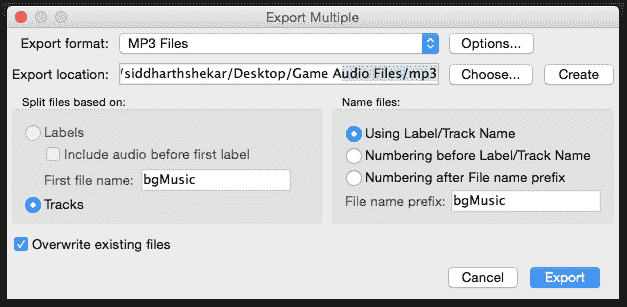 Export Multiple
Export format: MP3 Files Options...
Export location: /siddharthshekar/Desktop/Game Audio Files/mp3 Choose... Create
Split files based on:
Labels
Include audio before first label
First file name: bgMusic
Tracks
Name files:
Using Label/Track Name
Numbering before Label/Track Name
Numbering after File name prefix
File name prefix: bgMusic
Overwrite existing files
Cancel Export